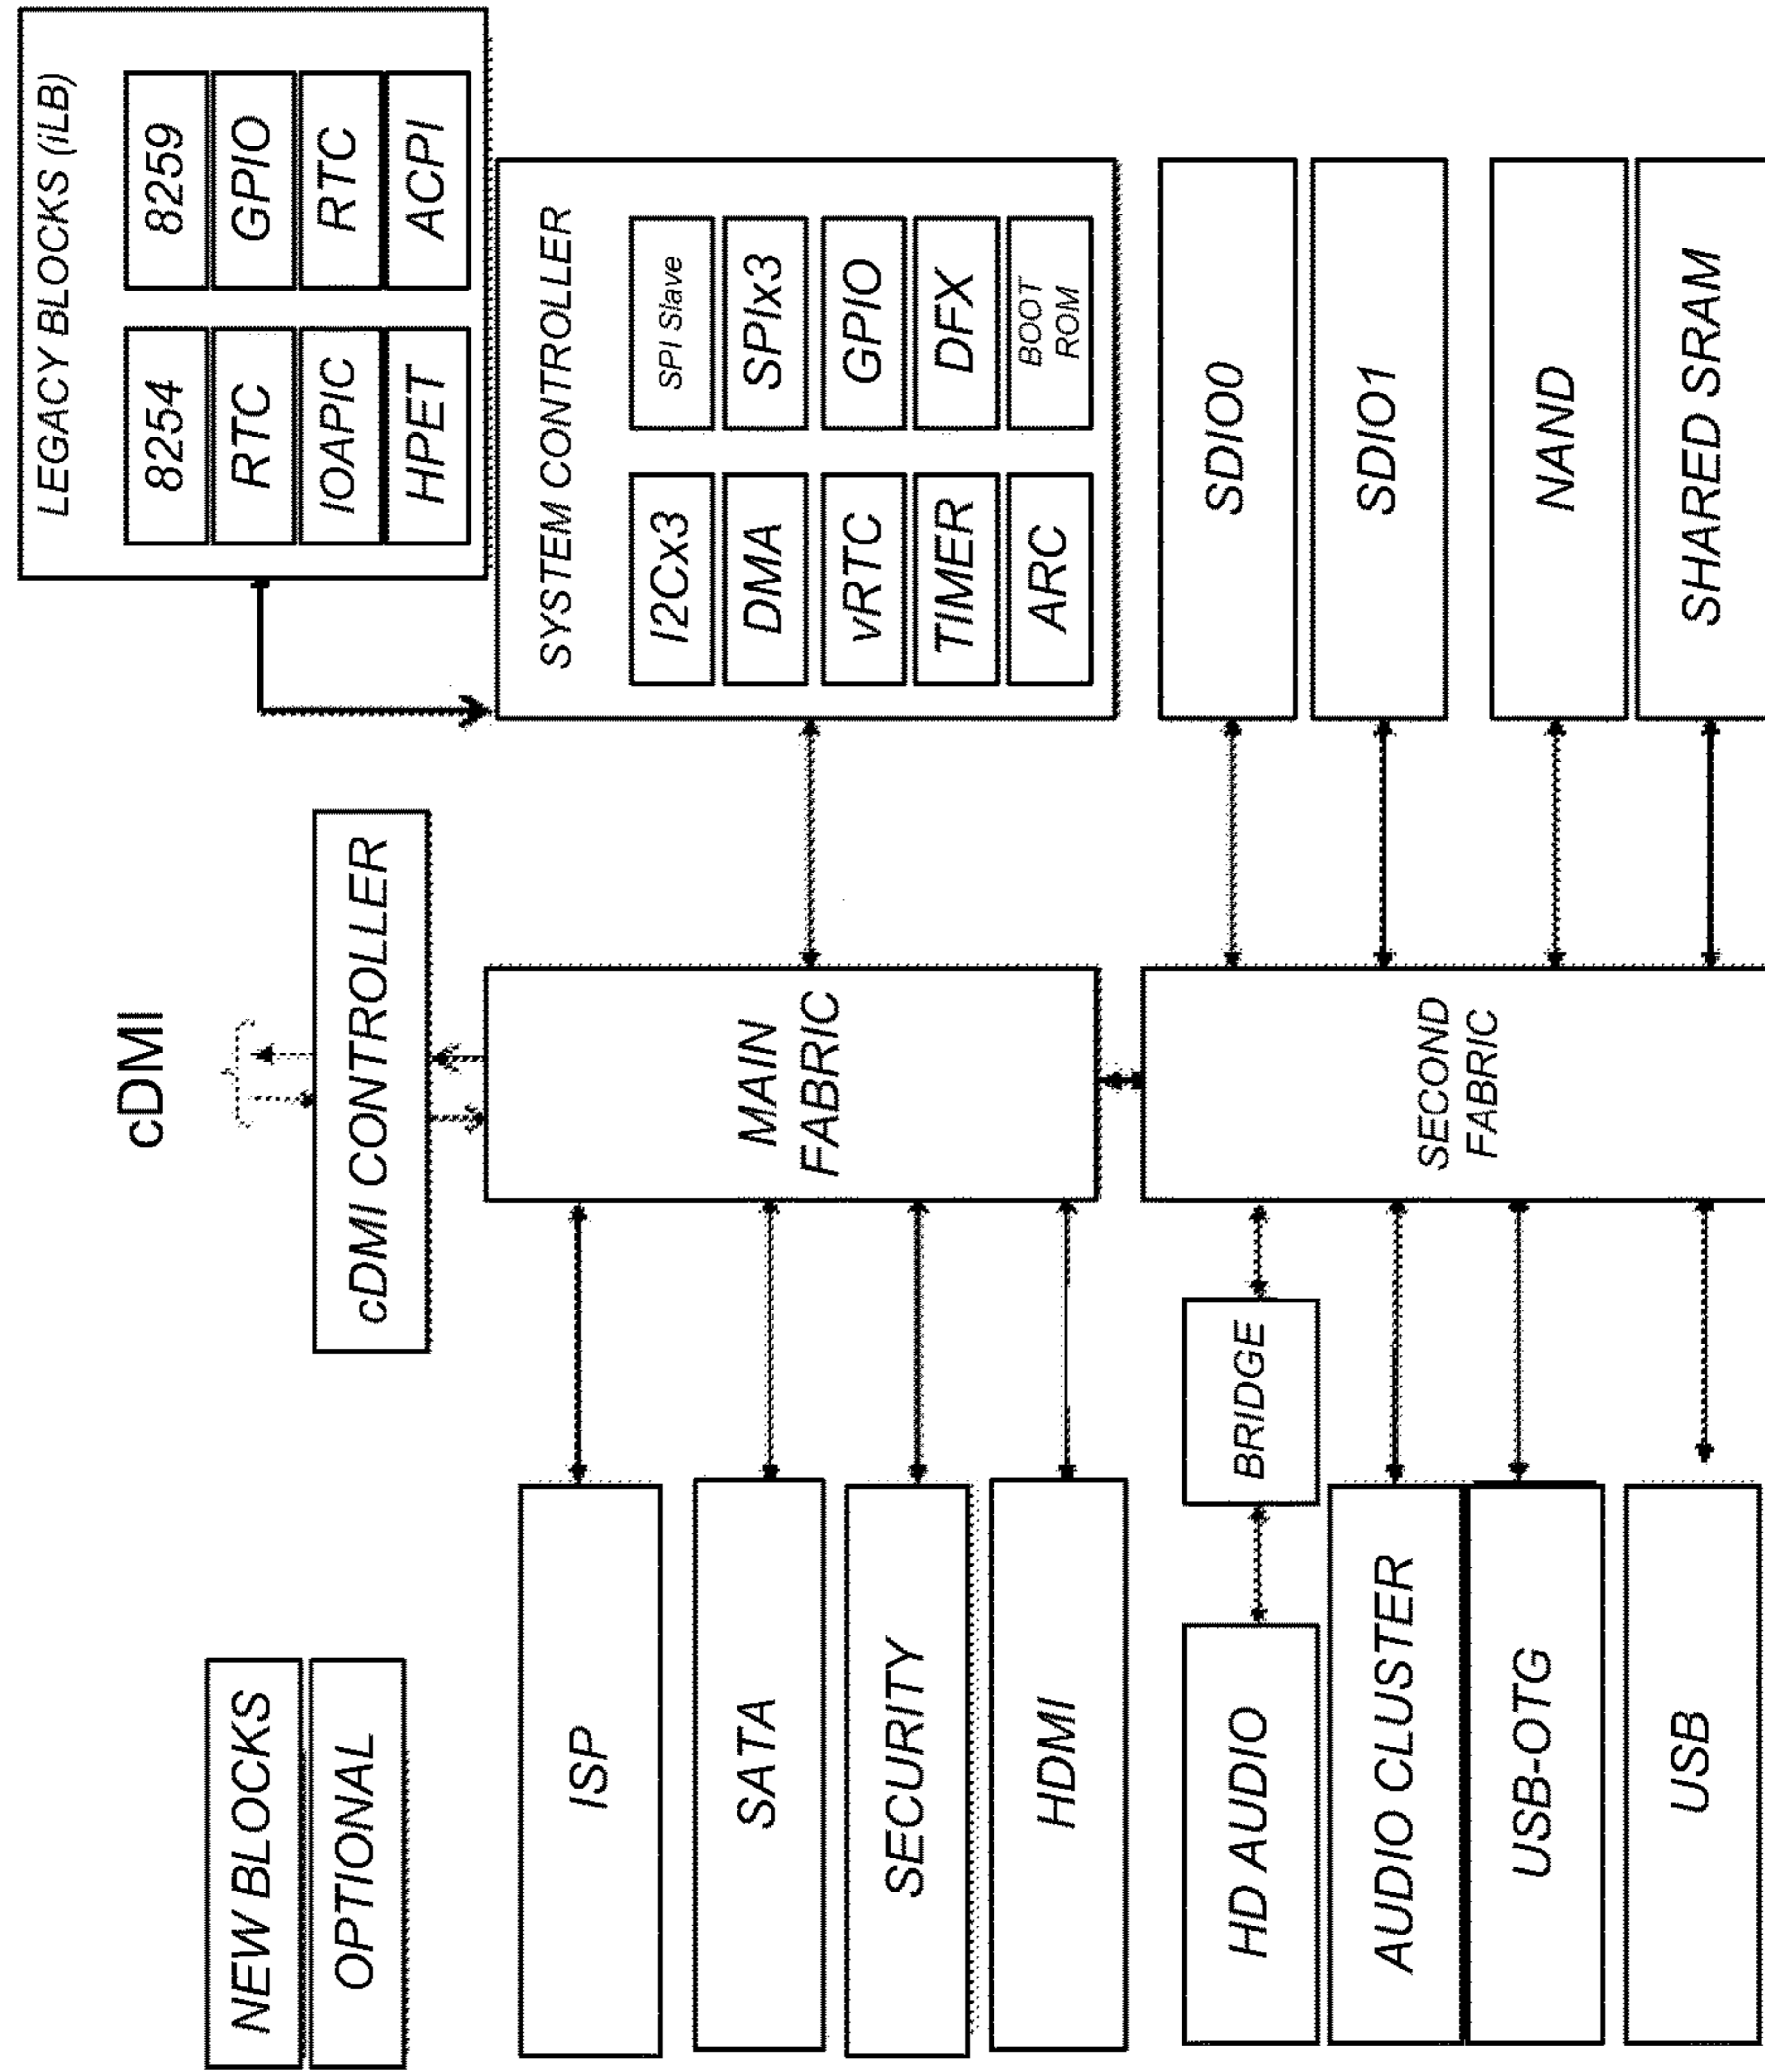 cDMI
cDMI CONTROLLER
NEW BLOCKS
OPTIONAL
LEGACY BLOCKS (iLB)
8254
8259
RTC
GPIO
IOAPIC
RTC
HPET
ACPI
SYSTEM CONTROLLER
I2Cx3
SPI Slave
DMA
SPIx3
vRTC
GPIO
TIMER
DFX
ARC
BOOT
ROM
MAIN
FABRIC
ISP
SATA
SECURITY
HDMI
SECOND
FABRIC
BRIDGE
HD AUDIO
AUDIO CLUSTER
USB-OTG
USB
SDIO0
SDIO1
NAND
SHARED SRAM